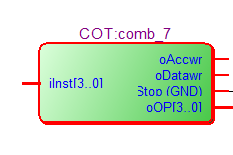 COT:comb_7
iInst[3..0]
oAccwr
oDatawr
Stop (GND)
oOP[3..0]